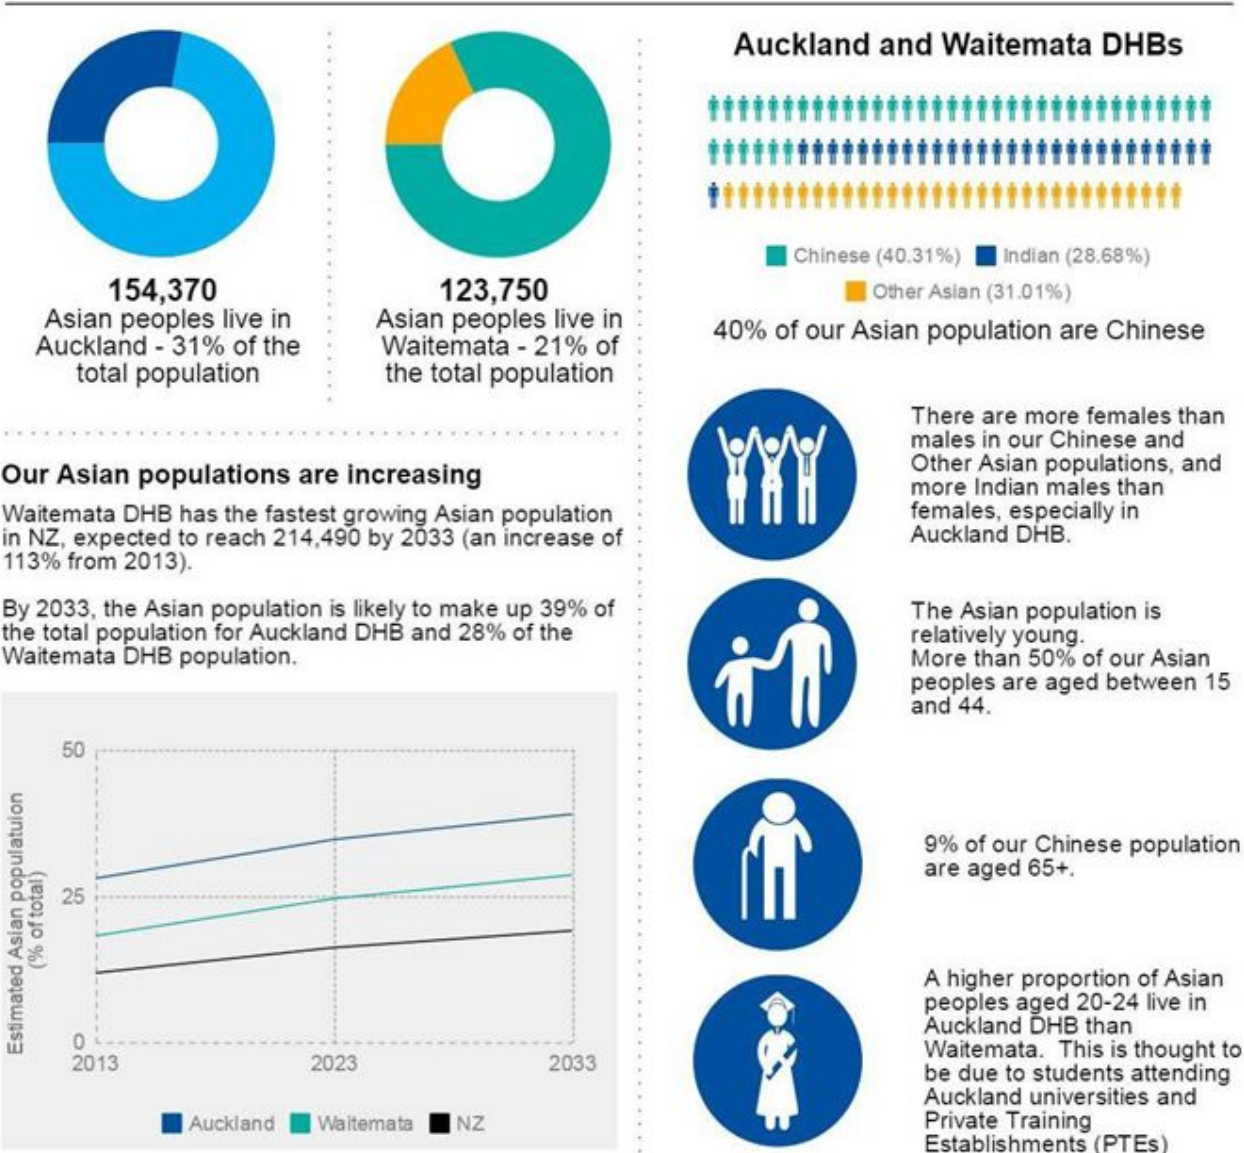 154,370
Asian peoples live in
Auckland - 31% of the
total population
123,750
Asian peoples live in
Waitemata - 21% of
the total population
Our Asian populations are increasing
Waitemata DHB has the fastest growing Asian population
in NZ, expected to reach 214,490 by 2033 (an increase of
113% from 2013).
By 2033, the Asian population is likely to make up 39% of
the total population for Auckland DHB and 28% of the
Waitemata DHB population.
Estimated Asian populatuion
(% of total)
50
25
0
2013
2023
2033
Auckland
Waitemata
NZ
Auckland and Waitemata DHBs
Chinese (40.31%)
Indian (28.68%)
Other Asian (31.01%)
40% of our Asian population are Chinese
There are more females than
males in our Chinese and
Other Asian populations, and
more Indian males than
females, especially in
Auckland DHB.
The Asian population is
relatively young.
More than 50% of our Asian
peoples are aged between 15
and 44.
9% of our Chinese population
are aged 65+.
A higher proportion of Asian
peoples aged 20-24 live in
Auckland DHB than
Waitemata. This is thought to
be due to students attending
Auckland universities and
Private Training
Establishments (PTEs)